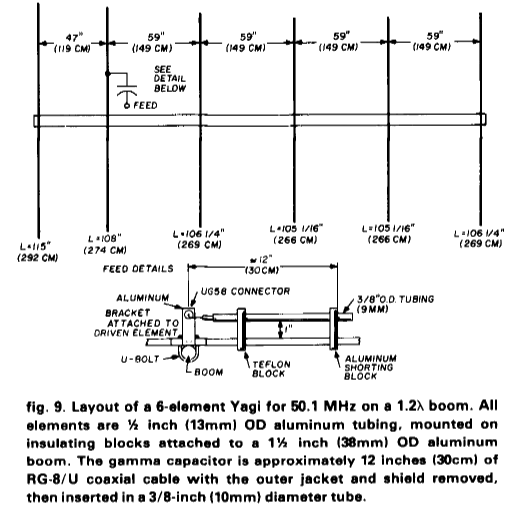 47" 59" 59" 59" 59"
(119 CM) (149 CM) (149 CM) (149 CM) (149 CM)
SEE
DETAIL
BELOW
FEED
L=115" L=108" L=106 1/4" L=105 1/16" L=105 1/16" L=106 1/4"
(292 CM) (274 CM) (269 CM) (266 CM) (266 CM) (269 CM)
FEED DETAILS
≈12"
(30CM)
ALUMINUM
BRACKET
ATTACHED TO
DRIVEN ELEMENT
UG58 CONNECTOR
3/8"O.D. TUBING
(9MM)
1"
U-BOLT
BOOM
TEFLON
BLOCK
ALUMINUM
SHORTING
BLOCK
fig. 9. Layout of a 6-element Yagi for 50.1 MHz on a 1.2λ boom. All
elements are ½ inch (13mm) OD aluminum tubing, mounted on
insulating blocks attached to a 1½ inch (38mm) OD aluminum
boom. The gamma capacitor is approximately 12 inches (30cm) of
RG-8/U coaxial cable with the outer jacket and shield removed,
then inserted in a 3/8-inch (10mm) diameter tube.